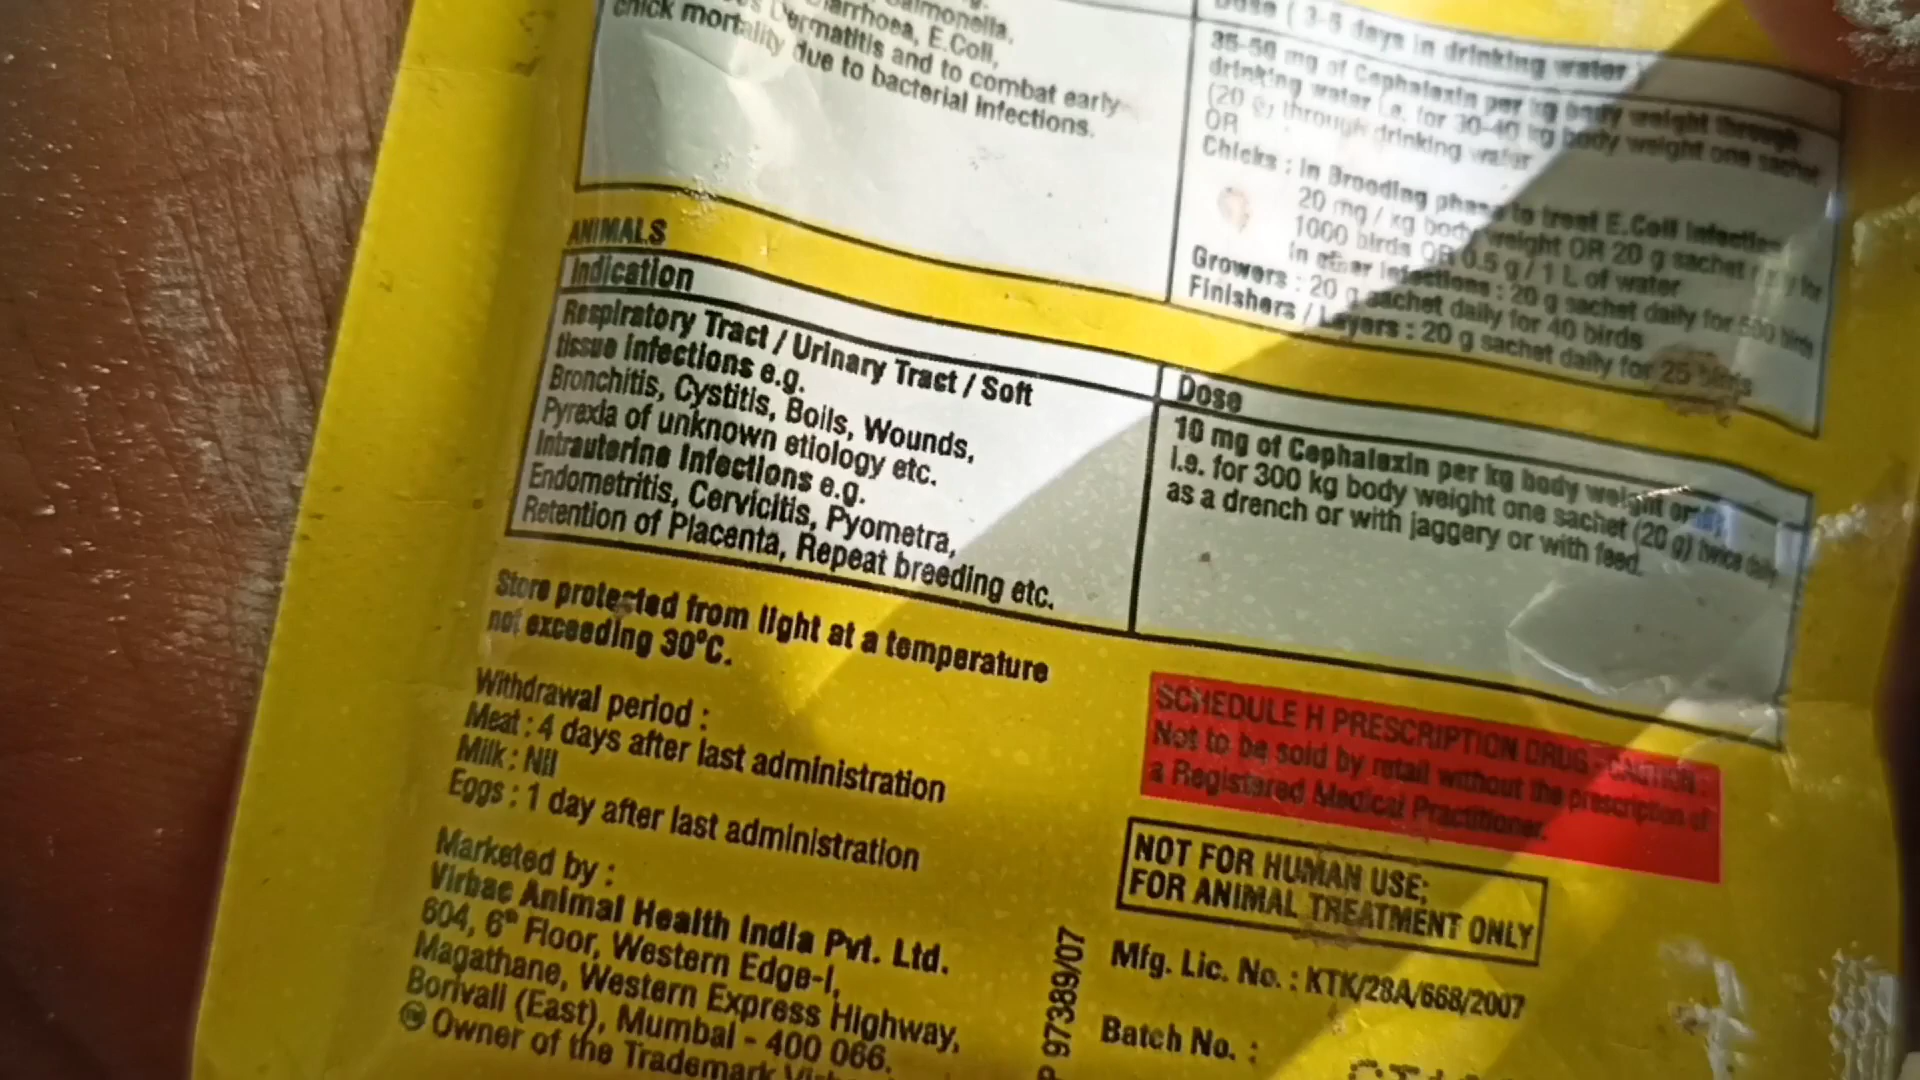 Salmonella,
Diarrhoea, E.Coli,
Dermatitis and to combat early
chick mortality due to bacterial infections.
Dose ( 3-5 days in drinking water
35-50 mg of Cephalexin per kg body weight through
drinking water i.e. for 30-40 kg body weight one sachet
(20 g) through drinking water
OR
Chicks : In Brooding phase to treat E.Coli infection
20 mg / kg body weight OR 20 g sachet for
1000 birds OR 0.5 g / 1 L of water
In other infections : 20 g sachet daily for 500 birds
Growers : 20 g sachet daily for 40 birds
Finishers / Layers : 20 g sachet daily for 25 birds
ANIMALS
Indication
Respiratory Tract / Urinary Tract / Soft
tissue infections e.g.
Bronchitis, Cystitis, Boils, Wounds,
Pyrexia of unknown etiology etc.
Intrauterine Infections e.g.
Endometritis, Cervicitis, Pyometra,
Retention of Placenta, Repeat breeding etc.
Dose
10 mg of Cephalexin per kg body weight orally
i.e. for 300 kg body weight one sachet (20 g) twice daily
as a drench or with jaggery or with feed.
Store protected from light at a temperature
not exceeding 30°C.
Withdrawal period :
Meat : 4 days after last administration
Milk : Nil
Eggs : 1 day after last administration
Marketed by :
Virbac Animal Health India Pvt. Ltd.
604, 6th Floor, Western Edge-I,
Magathane, Western Express Highway,
Borivali (East), Mumbai - 400 066.
Owner of the Trademark
SCHEDULE H PRESCRIPTION DRUG - CAUTION :
Not to be sold by retail without the prescription of
a Registered Medical Practitioner.
NOT FOR HUMAN USE;
FOR ANIMAL TREATMENT ONLY
Mfg. Lic. No. : KTK/28A/668/2007
Batch No. :
P 97389/07